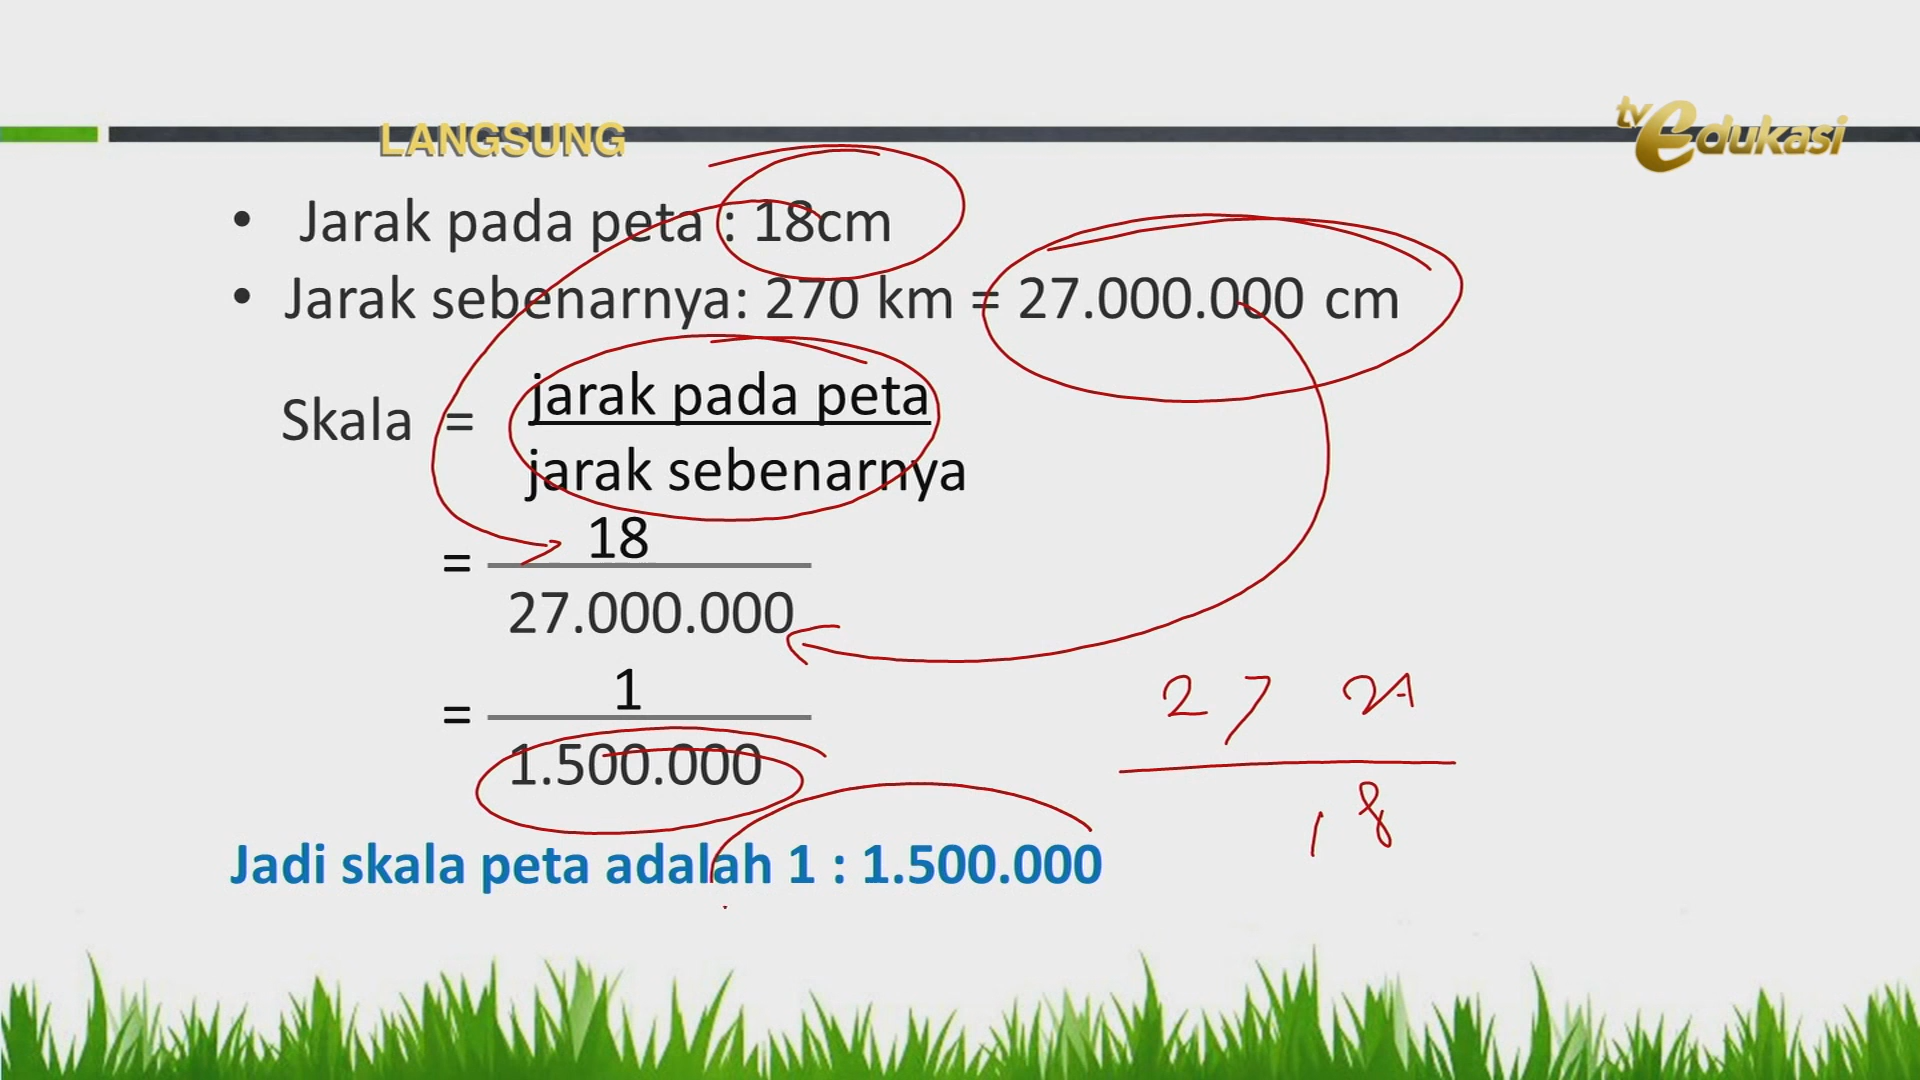 LANGSUNG
tv edukasi
• Jarak pada peta : 18cm
• Jarak sebenarnya: 270 km = 27.000.000 cm
Skala = jarak pada peta
jarak sebenarnya
= 18
27.000.000
= 1
1.500.000
27
18
Jadi skala peta adalah 1 : 1.500.000